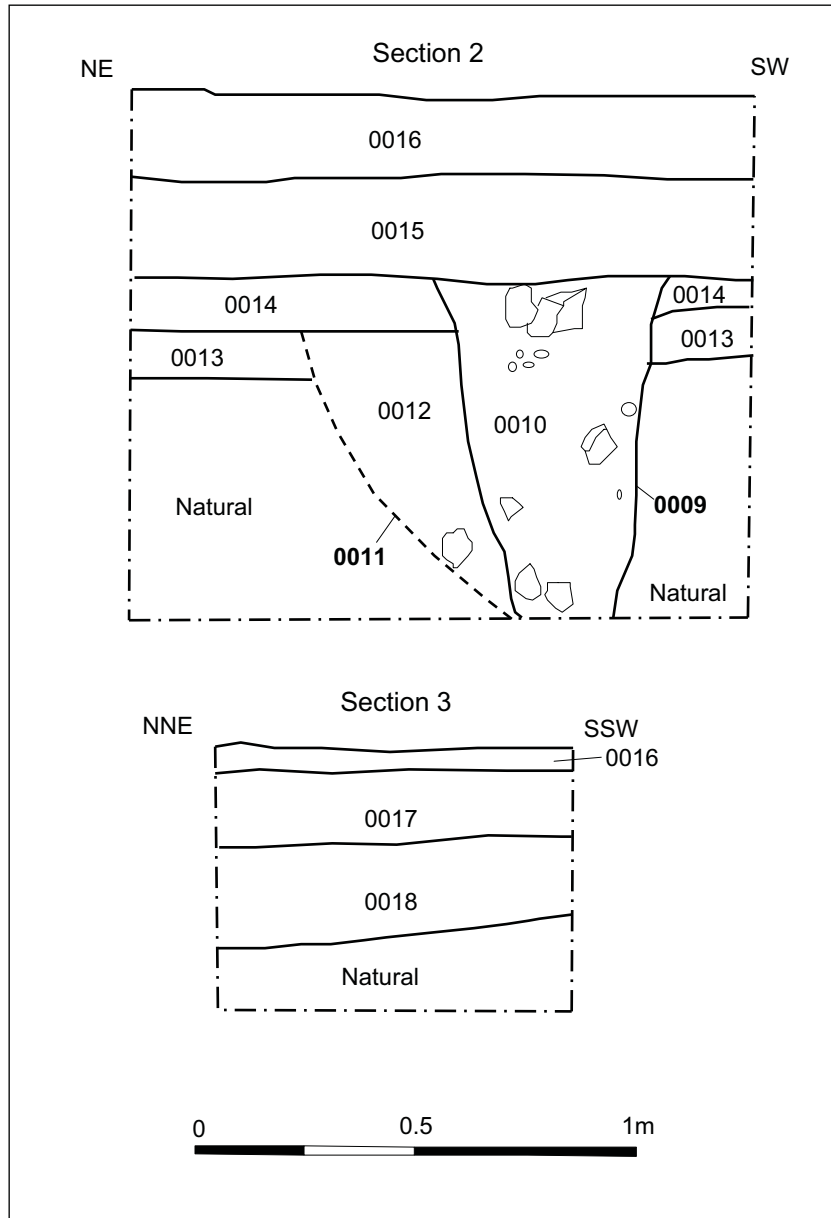 Section 2
NE SW
0016
0015
0014 0014
0013 0013
0012 0010
Natural 0009
0011 Natural
Section 3
NNE SSW
0016
0017
0018
Natural
0 0.5 1m